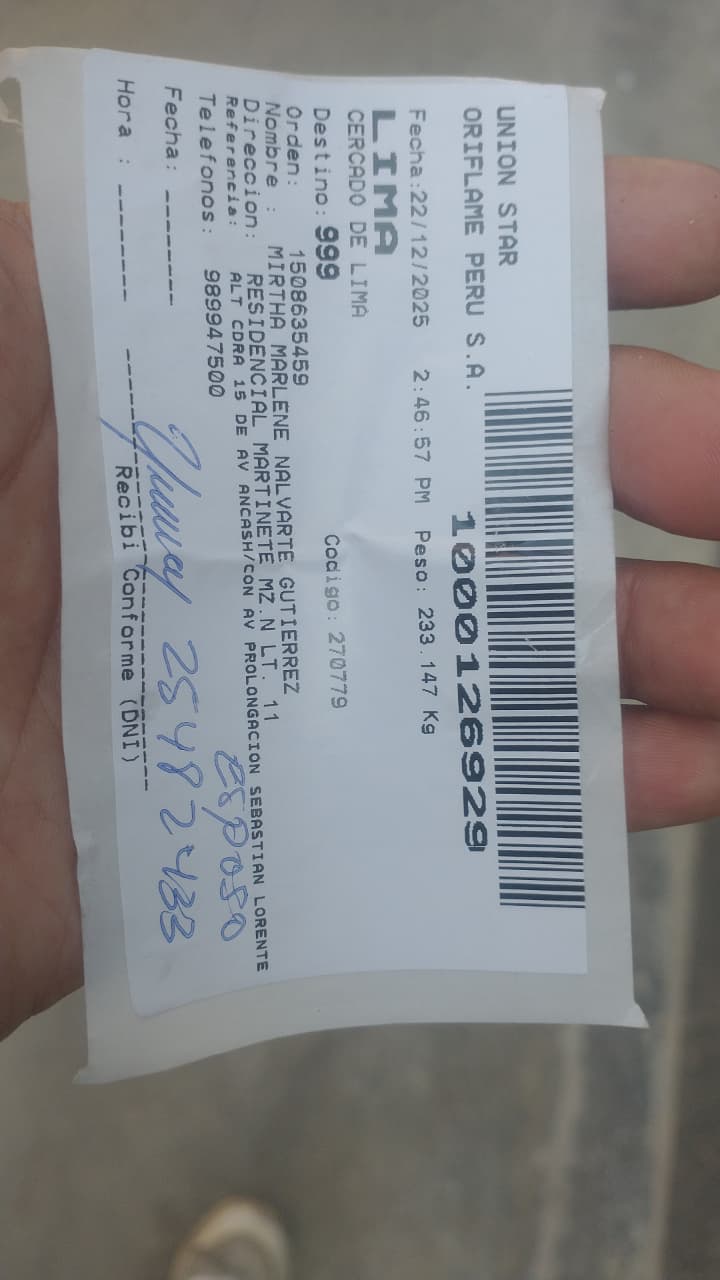 UNION STAR
ORIFLAME PERU S.A.
1000126929
Fecha:22/12/2025 2:46:57 PM Peso: 233.147 Kg
LIMA
CERCADO DE LIMA
Destino: 999 Codigo: 270779
Orden: 1508635459
Nombre : MIRTHA MARLENE NALVARTE GUTIERREZ
Direccion: RESIDENCIAL MARTINETE MZ.N LT. 11
Referencia: ALT CDRA 15 DE AV ANCASH/CON AV PROLONGACION SEBASTIAN LORENTE
Telefonos: 989947500
esposo
Fecha: --------
25482433
Hora : --------
Recibi Conforme (DNI)